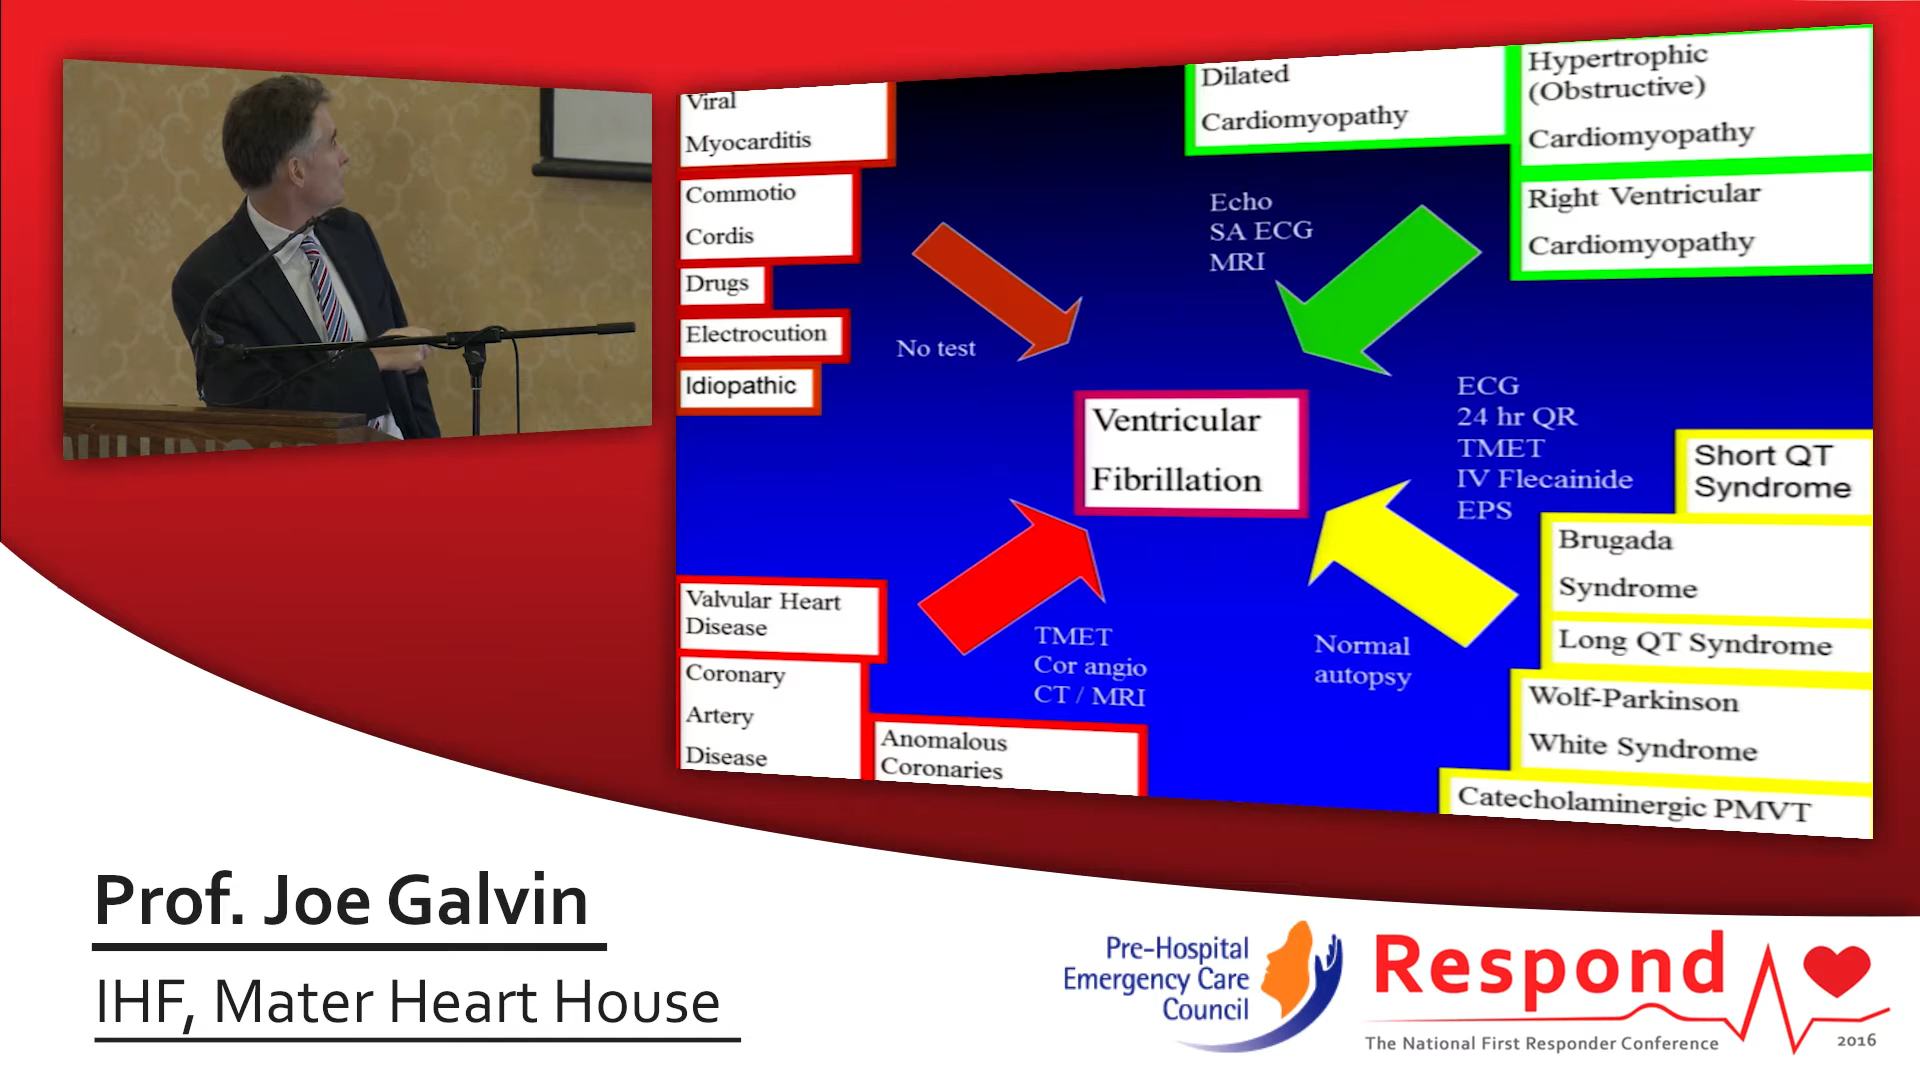 Viral
Myocarditis
Commotio
Cordis
Drugs
Electrocution
Idiopathic
No test
Dilated
Cardiomyopathy
Hypertrophic
(Obstructive)
Cardiomyopathy
Right Ventricular
Cardiomyopathy
Echo
SA ECG
MRI
Ventricular
Fibrillation
ECG
24 hr QR
TMET
IV Flecainide
EPS
Short QT
Syndrome
Brugada
Syndrome
Long QT Syndrome
Wolf-Parkinson
White Syndrome
Catecholaminergic PMVT
Normal
autopsy
Valvular Heart
Disease
Coronary
Artery
Disease
Anomalous
Coronaries
TMET
Cor angio
CT / MRI
Prof. Joe Galvin
IHF, Mater Heart House
Pre-Hospital
Emergency Care
Council
Respond
The National First Responder Conference
2016